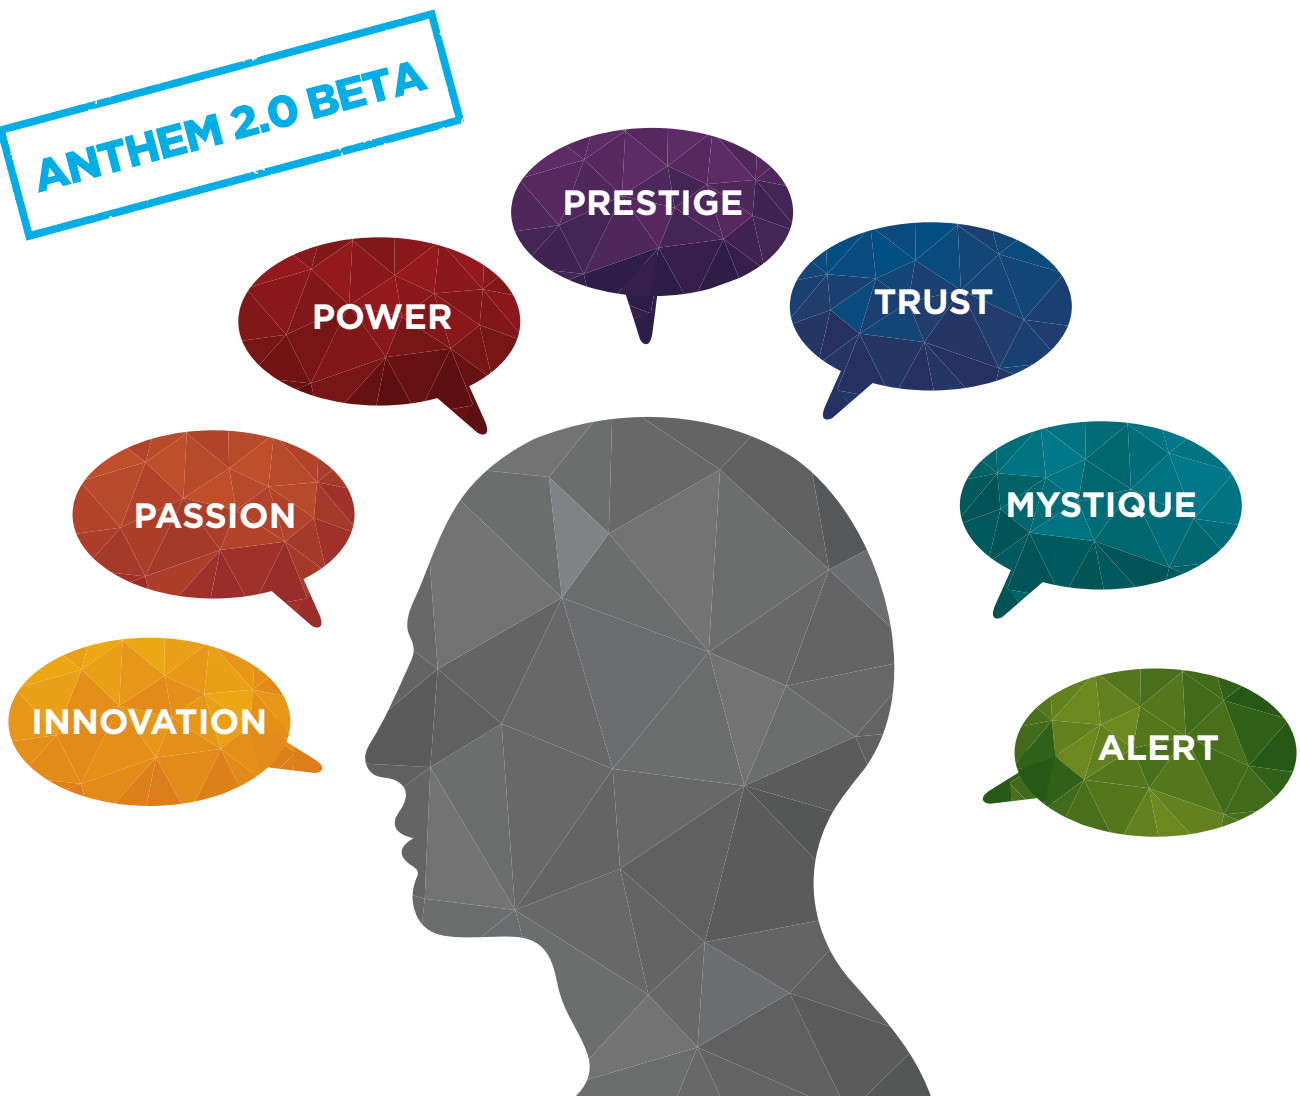 ANTHEM 2.0 BETA
PRESTIGE
POWER
TRUST
PASSION
MYSTIQUE
INNOVATION
ALERT